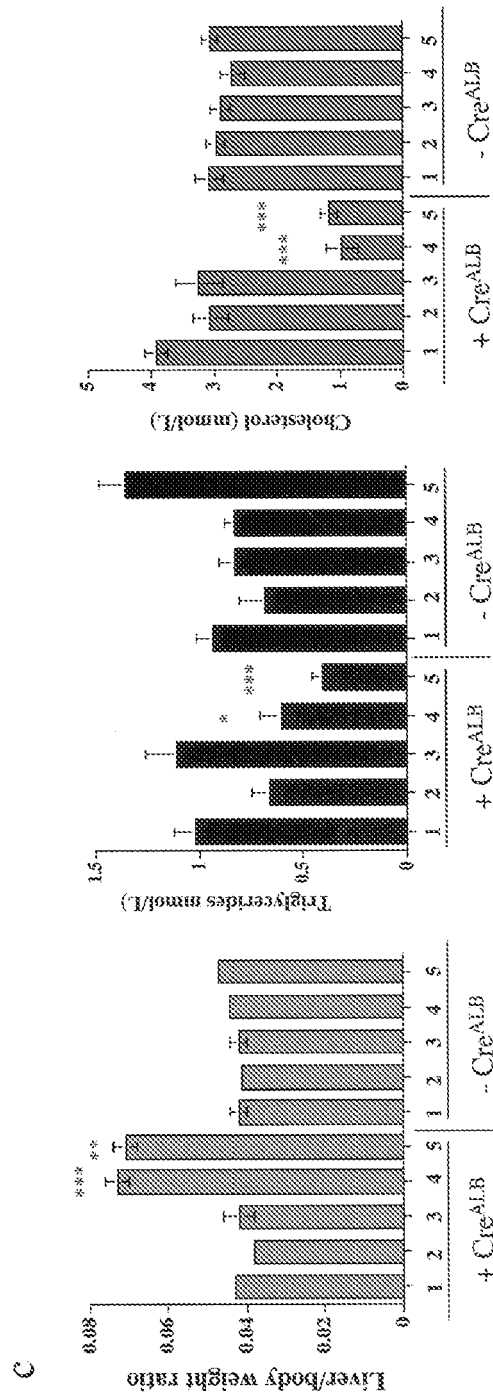 C
Liver/body weight ratio
0.08
0.06
0.04
0.02
0
*** **
1 2 3 4 5 1 2 3 4 5
+ Cre^ALB - Cre^ALB
Triglycerides mmol/L)
1.5
1
0.5
0
* ***
1 2 3 4 5 1 2 3 4 5
+ Cre^ALB - Cre^ALB
Cholesterol (mmol/L)
5
4
3
2
1
0
*** ***
1 2 3 4 5 1 2 3 4 5
+ Cre^ALB - Cre^ALB